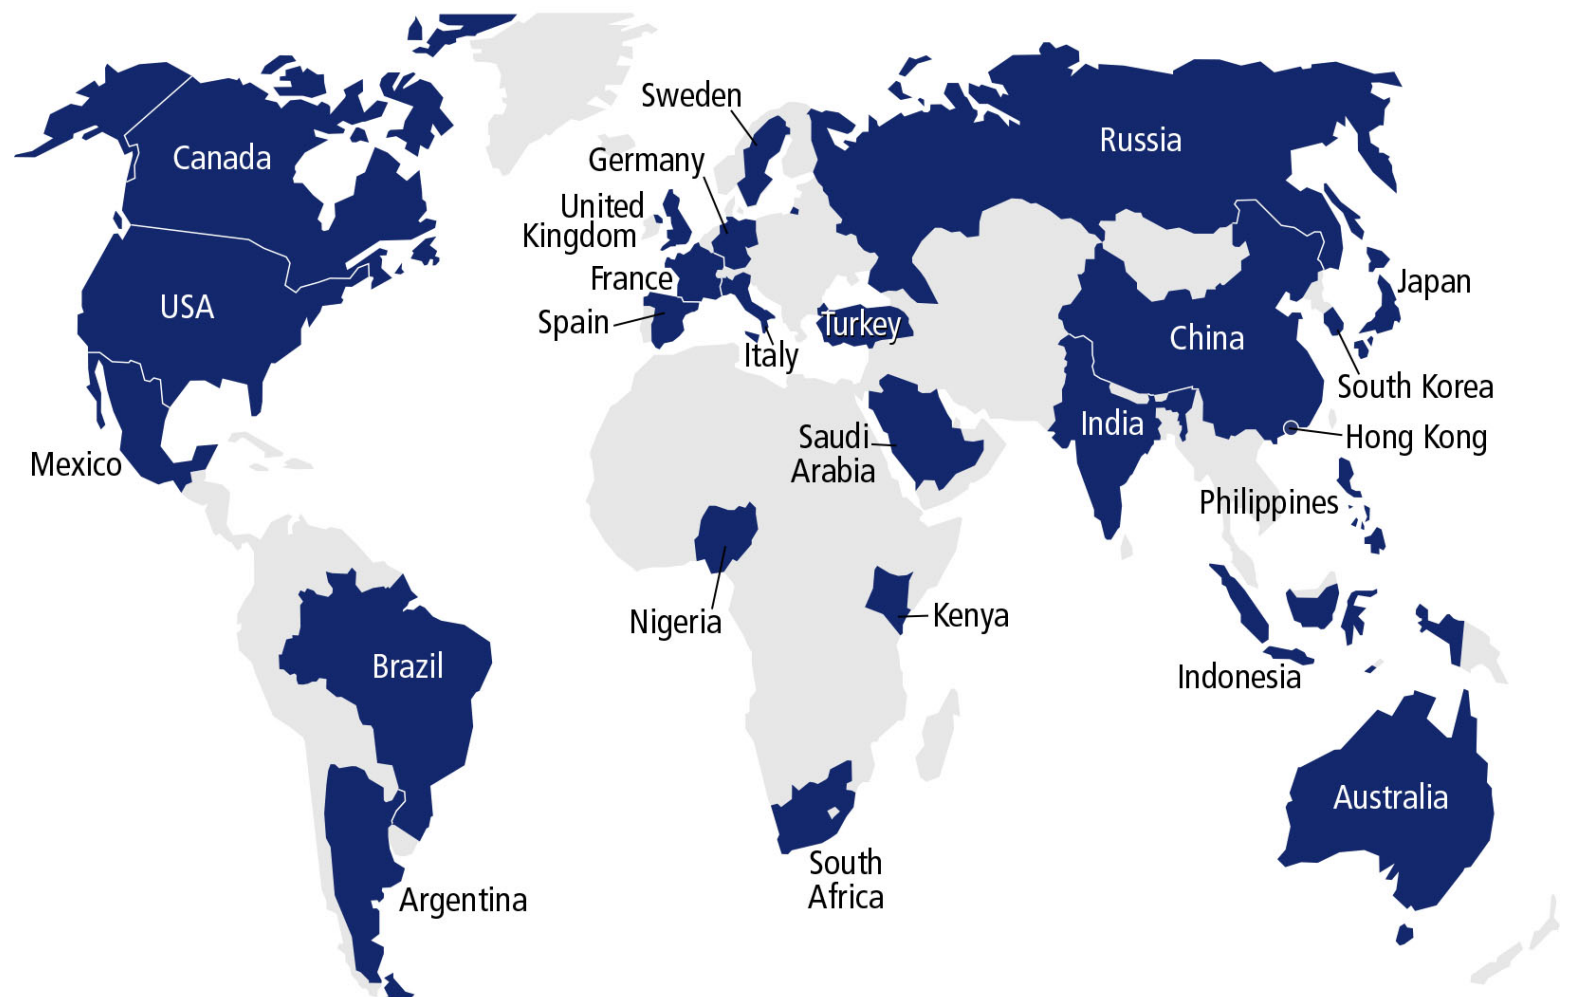 Sweden
Canada
Russia
Germany
United
Kingdom
France
Japan
USA
Spain
Turkey
China
Italy
South Korea
India
Saudi
Arabia
Hong Kong
Mexico
Philippines
Nigeria
Kenya
Brazil
Indonesia
Australia
South
Africa
Argentina